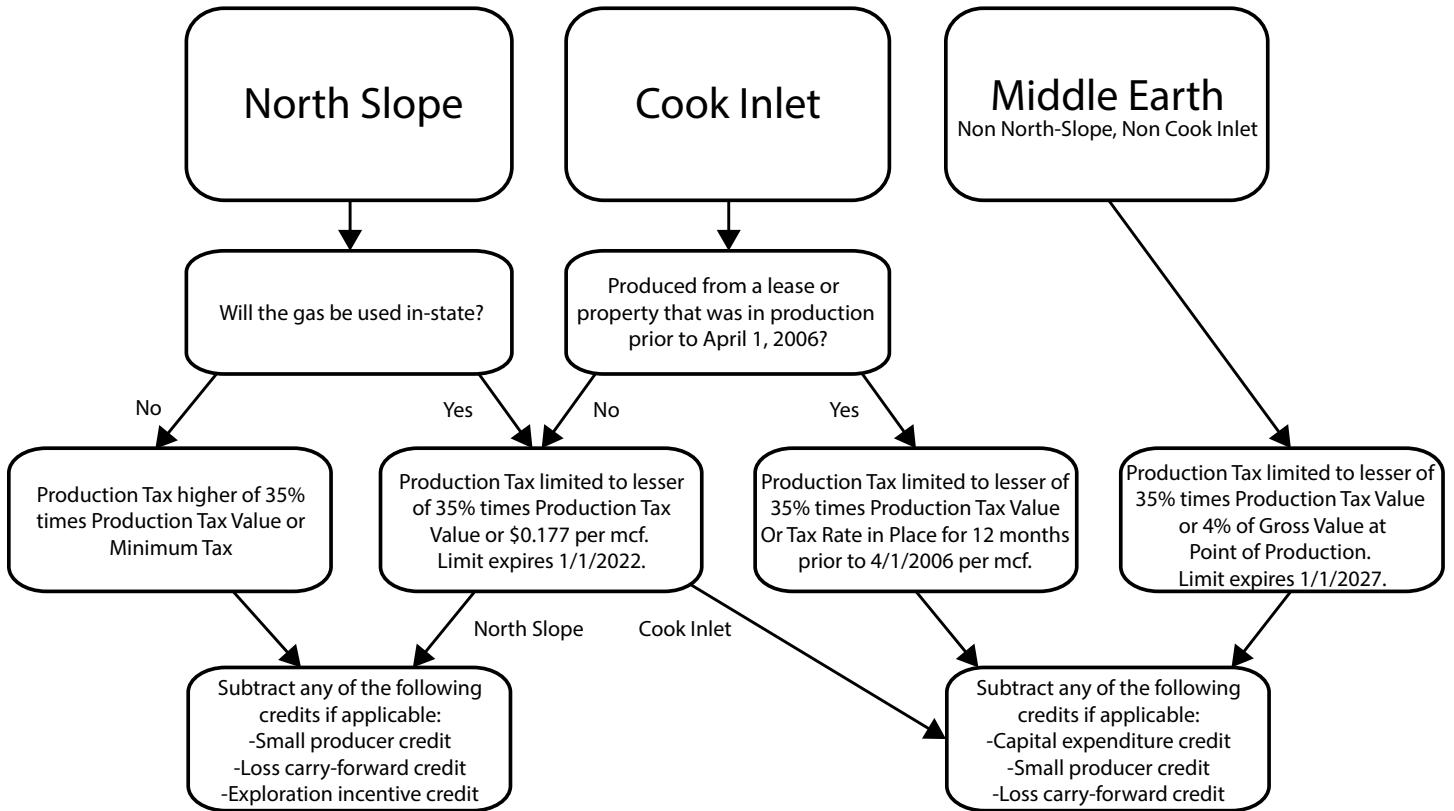 North Slope
Cook Inlet
Middle Earth
Non North-Slope, Non Cook Inlet
Will the gas be used in-state?
Produced from a lease or
property that was in production
prior to April 1, 2006?
No
Yes
No
Yes
Production Tax higher of 35%
times Production Tax Value or
Minimum Tax
Production Tax limited to lesser
of 35% times Production Tax
Value or $0.177 per mcf.
Limit expires 1/1/2022.
Production Tax limited to lesser of
35% times Production Tax Value
Or Tax Rate in Place for 12 months
prior to 4/1/2006 per mcf.
Production Tax limited to lesser of
35% times Production Tax Value
or 4% of Gross Value at
Point of Production.
Limit expires 1/1/2027.
North Slope
Cook Inlet
Subtract any of the following
credits if applicable:
-Small producer credit
-Loss carry-forward credit
-Exploration incentive credit
Subtract any of the following
credits if applicable:
-Capital expenditure credit
-Small producer credit
-Loss carry-forward credit